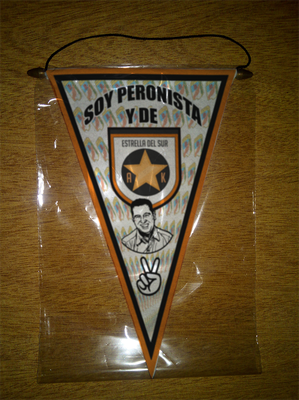 SOY PERONISTA
Y DE
ESTRELLA DEL SUR
A K